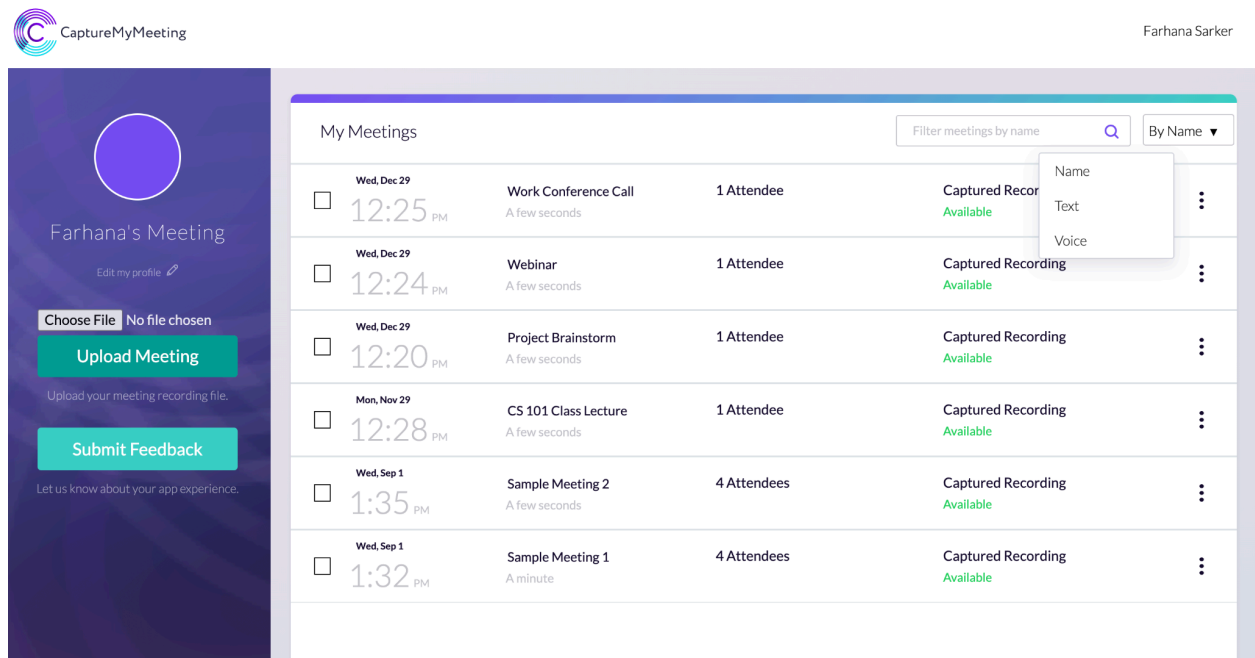 CaptureMyMeeting
Farhana Sarker
Farhana's Meeting
Edit my profile
Choose File No file chosen
Upload Meeting
Upload your meeting recording file.
Submit Feedback
Let us know about your app experience.
My Meetings
Filter meetings by name
By Name ▼
Name
Text
Voice
Wed, Dec 29
12:25 PM
Work Conference Call
A few seconds
1 Attendee
Captured Recor
Available
Wed, Dec 29
12:24 PM
Webinar
A few seconds
1 Attendee
Captured Recording
Available
Wed, Dec 29
12:20 PM
Project Brainstorm
A few seconds
1 Attendee
Captured Recording
Available
Mon, Nov 29
12:28 PM
CS 101 Class Lecture
A few seconds
1 Attendee
Captured Recording
Available
Wed, Sep 1
1:35 PM
Sample Meeting 2
A few seconds
4 Attendees
Captured Recording
Available
Wed, Sep 1
1:32 PM
Sample Meeting 1
A minute
4 Attendees
Captured Recording
Available